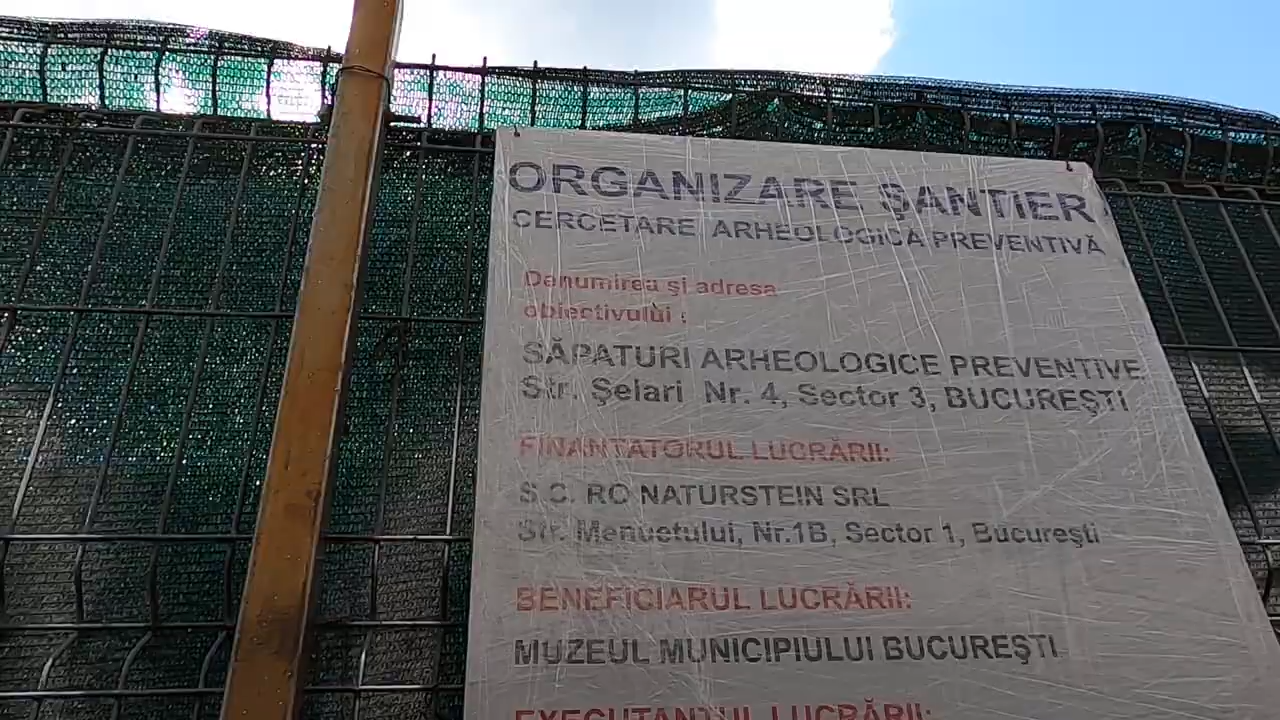 ORGANIZARE ŞANTIER
CERCETARE ARHEOLOGICĂ PREVENTIVĂ
Denumirea şi adresa
obiectivului :
SĂPATURI ARHEOLOGICE PREVENTIVE
Str. Şelari Nr. 4, Sector 3, BUCUREŞTI
FINANTATORUL LUCRĂRII:
S.C. RO NATURSTEIN SRL
Str. Menuetului, Nr.1B, Sector 1, Bucureşti
BENEFICIARUL LUCRĂRII:
MUZEUL MUNICIPIULUI BUCUREŞTI
EXECUTANTUL LUCRĂRII: